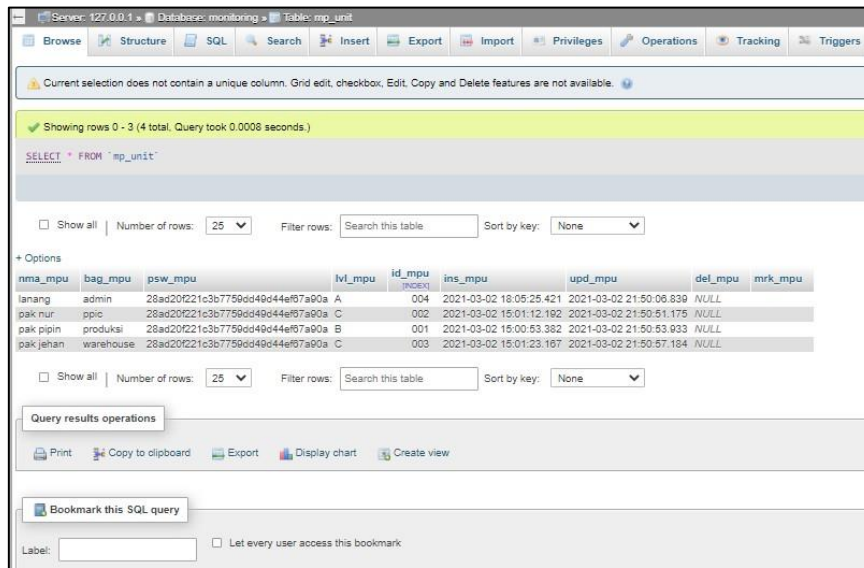 Server: 127.0.0.1 » Database: monitoring » Table: mp_unit
Browse Structure SQL Search Insert Export Import Privileges Operations Tracking Triggers
Current selection does not contain a unique column. Grid edit, checkbox, Edit, Copy and Delete features are not available.
Showing rows 0 - 3 (4 total, Query took 0.0008 seconds.)
SELECT * FROM `mp_unit`
Show all | Number of rows: 25 Filter rows: Search this table Sort by key: None
+ Options
nma_mpu bag_mpu psw_mpu lvl_mpu id_mpu [INDEX] ins_mpu upd_mpu del_mpu mrk_mpu
lanang admin 28ad20f221c3b7759dd49d44ef67a90a A 004 2021-03-02 18:05:25.421 2021-03-02 21:50:06.839 NULL
pak nur ppic 28ad20f221c3b7759dd49d44ef67a90a C 002 2021-03-02 15:01:12.192 2021-03-02 21:50:51.175 NULL
pak pipin produksi 28ad20f221c3b7759dd49d44ef67a90a B 001 2021-03-02 15:00:53.382 2021-03-02 21:50:53.933 NULL
pak jehan warehouse 28ad20f221c3b7759dd49d44ef67a90a C 003 2021-03-02 15:01:23.167 2021-03-02 21:50:57.184 NULL
Show all | Number of rows: 25 Filter rows: Search this table Sort by key: None
Query results operations
Print Copy to clipboard Export Display chart Create view
Bookmark this SQL query
Label: Let every user access this bookmark